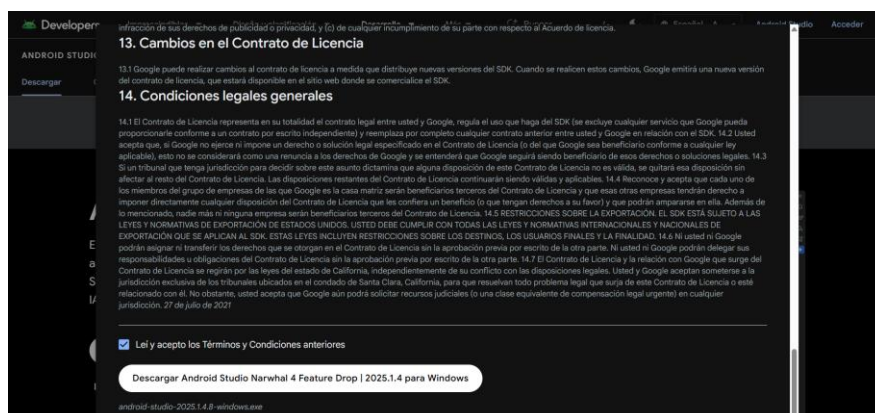 Developers
Android Studio
Acceder
ANDROID STUDIO
Descargar
infracción de sus derechos de publicidad o privacidad, y (c) de cualquier incumplimiento de su parte con respecto al Acuerdo de licencia.
13. Cambios en el Contrato de Licencia
13.1 Google puede realizar cambios al contrato de licencia a medida que distribuye nuevas versiones del SDK. Cuando se realicen estos cambios, Google emitirá una nueva versión
del contrato de licencia, que estará disponible en el sitio web donde se comercialice el SDK.
14. Condiciones legales generales
14.1 El Contrato de Licencia representa en su totalidad el contrato legal entre usted y Google, regula el uso que haga del SDK (se excluye cualquier servicio que Google pueda
proporcionarle conforme a un contrato por escrito independiente) y reemplaza por completo cualquier contrato anterior entre usted y Google en relación con el SDK. 14.2 Usted
acepta que, si Google no ejerce ni impone un derecho o solución legal especificado en el Contrato de Licencia (o del que Google sea beneficiario conforme a cualquier ley
aplicable), esto no se considerará como una renuncia a los derechos de Google y se entenderá que Google seguirá siendo beneficiario de esos derechos o soluciones legales. 14.3
Si un tribunal que tenga jurisdicción para decidir sobre este asunto dictamina que alguna disposición de este Contrato de Licencia no es válida, se quitará esa disposición sin
afectar al resto del Contrato de Licencia. Las disposiciones restantes del Contrato de Licencia continuarán siendo válidas y aplicables. 14.4 Reconoce y acepta que cada uno de
los miembros del grupo de empresas de las que Google es la casa matriz serán beneficiarios terceros del Contrato de Licencia y que esas otras empresas tendrán derecho a
imponer directamente cualquier disposición del Contrato de Licencia que les confiera un beneficio (o que tengan derechos a su favor) y que podrán ampararse en ella. Además de
lo mencionado, nadie más ni ninguna empresa serán beneficiarios terceros del Contrato de Licencia. 14.5 RESTRICCIONES SOBRE LA EXPORTACIÓN. EL SDK ESTÁ SUJETO A LAS
LEYES Y NORMATIVAS DE EXPORTACIÓN DE ESTADOS UNIDOS. USTED DEBE CUMPLIR CON TODAS LAS LEYES Y NORMATIVAS INTERNACIONALES Y NACIONALES DE
EXPORTACIÓN QUE SE APLICAN AL SDK. ESTAS LEYES INCLUYEN RESTRICCIONES SOBRE LOS DESTINOS, LOS USUARIOS FINALES Y LA FINALIDAD. 14.6 Ni usted ni Google
podrán asignar ni transferir los derechos que se otorgan en el Contrato de Licencia sin la aprobación previa por escrito de la otra parte. Ni usted ni Google podrán delegar sus
responsabilidades u obligaciones del Contrato de Licencia sin la aprobación previa por escrito de la otra parte. 14.7 El Contrato de Licencia y la relación con Google que surge del
Contrato de Licencia se regirán por las leyes del estado de California, independientemente de su conflicto con las disposiciones legales. Usted y Google aceptan someterse a la
jurisdicción exclusiva de los tribunales ubicados en el condado de Santa Clara, California, para que resuelvan todo problema legal que surja de este Contrato de Licencia o esté
relacionado con él. No obstante, usted acepta que Google aún podrá solicitar recursos judiciales (o una clase equivalente de compensación legal urgente) en cualquier
jurisdicción. 27 de julio de 2021
Leí y acepto los Términos y Condiciones anteriores
Descargar Android Studio Narwhal 4 Feature Drop | 2025.1.4 para Windows
android-studio-2025.1.4.8-windows.exe